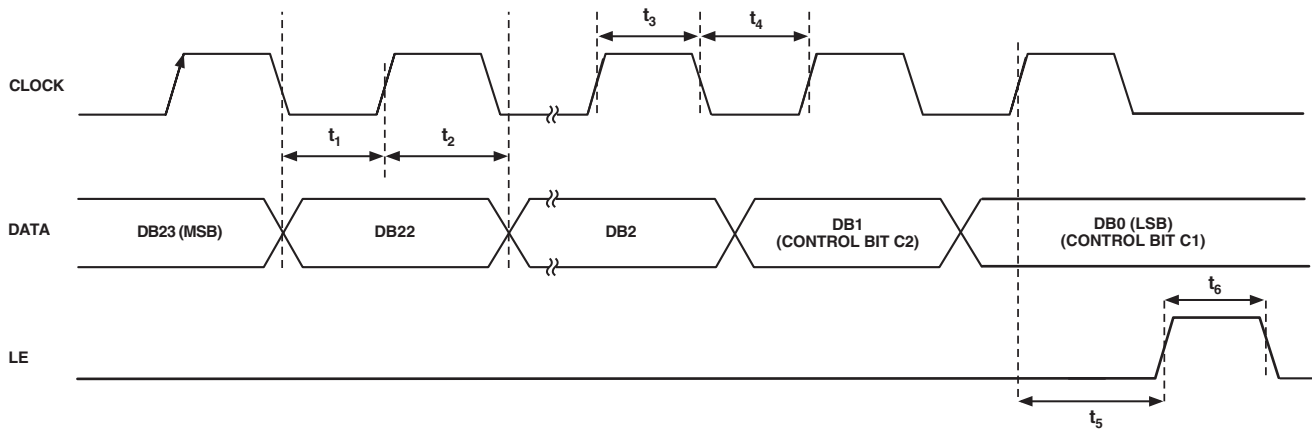 t3
t4
CLOCK
t1
t2
DATA
DB23 (MSB)
DB22
DB2
DB1
(CONTROL BIT C2)
DB0 (LSB)
(CONTROL BIT C1)
t6
LE
t5